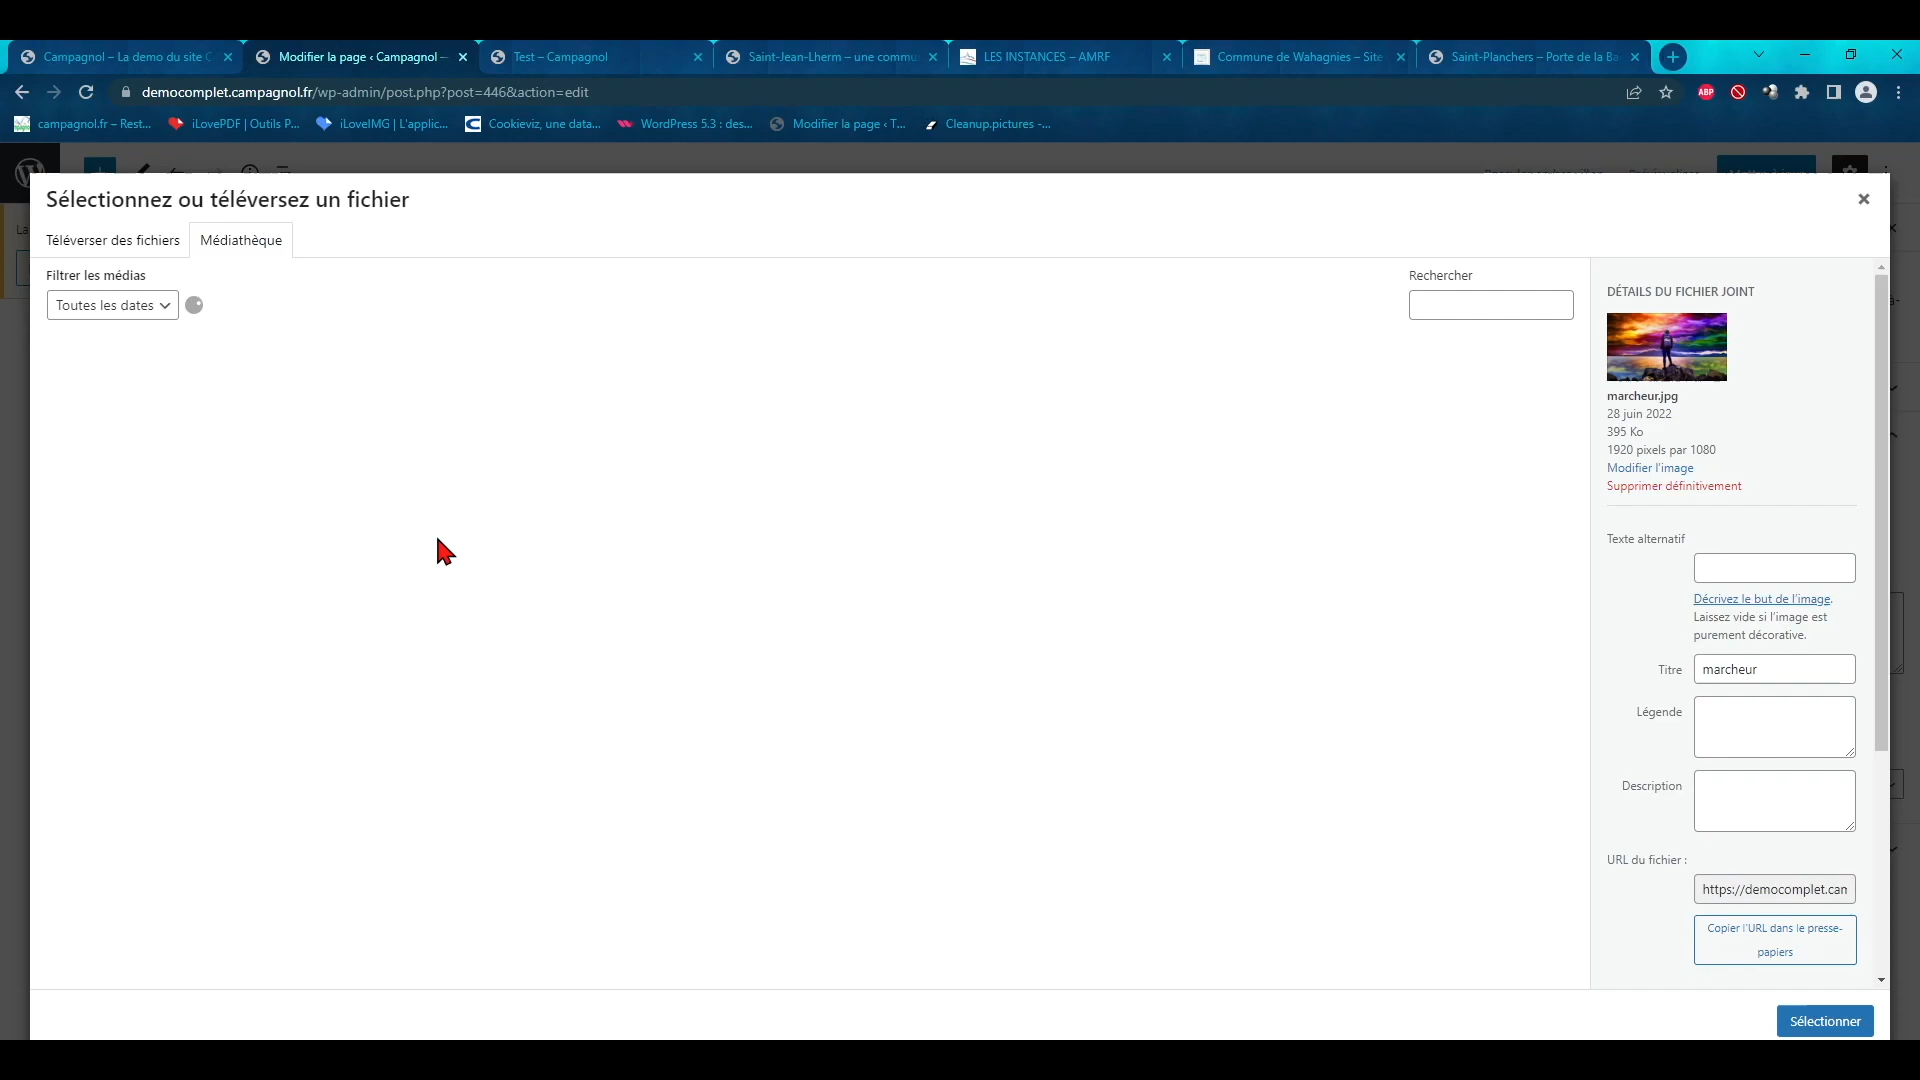 Campagnol – La demo du site C
Modifier la page ‹ Campagnol —
Test – Campagnol
Saint-Jean-Lherm – une commu
LES INSTANCES – AMRF
Commune de Wahagnies – Site
Saint-Planchers – Porte de la Ba
democomplet.campagnol.fr/wp-admin/post.php?post=446&action=edit
ABP
campagnol.fr – Rest...
iLovePDF | Outils P...
iLoveIMG | L'applic...
Cookieviz, une data...
WordPress 5.3 : des...
Modifier la page ‹ T...
Cleanup.pictures -...
Sélectionnez ou téléversez un fichier
Téléverser des fichiers
Médiathèque
Filtrer les médias
Toutes les dates
Rechercher
DÉTAILS DU FICHIER JOINT
marcheur.jpg
28 juin 2022
395 Ko
1920 pixels par 1080
Modifier l'image
Supprimer définitivement
Texte alternatif
Décrivez le but de l'image.
Laissez vide si l'image est
purement décorative.
Titre
marcheur
Légende
Description
URL du fichier :
https://democomplet.can
Copier l'URL dans le presse-
papiers
Sélectionner